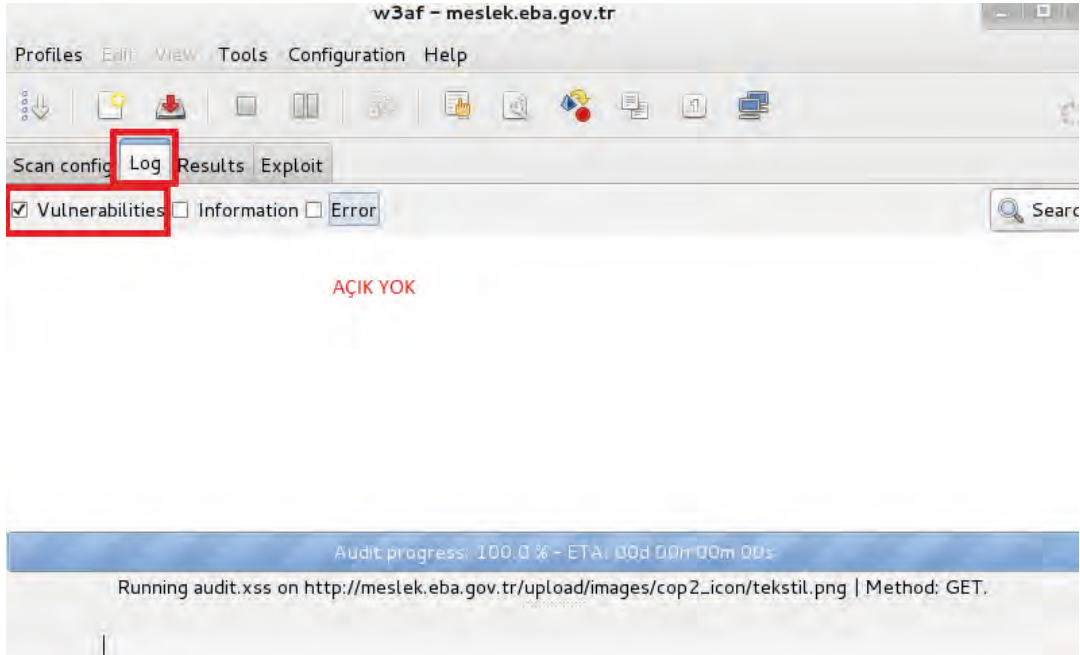 w3af – meslek.eba.gov.tr
Profiles Edit View Tools Configuration Help
Scan config Log Results Exploit
Vulnerabilities Information Error Searc
AÇIK YOK
Audit progress: 100.0 % - ETA: 00d 00h 00m 00s
Running audit.xss on http://meslek.eba.gov.tr/upload/images/cop2_icon/tekstil.png | Method: GET.